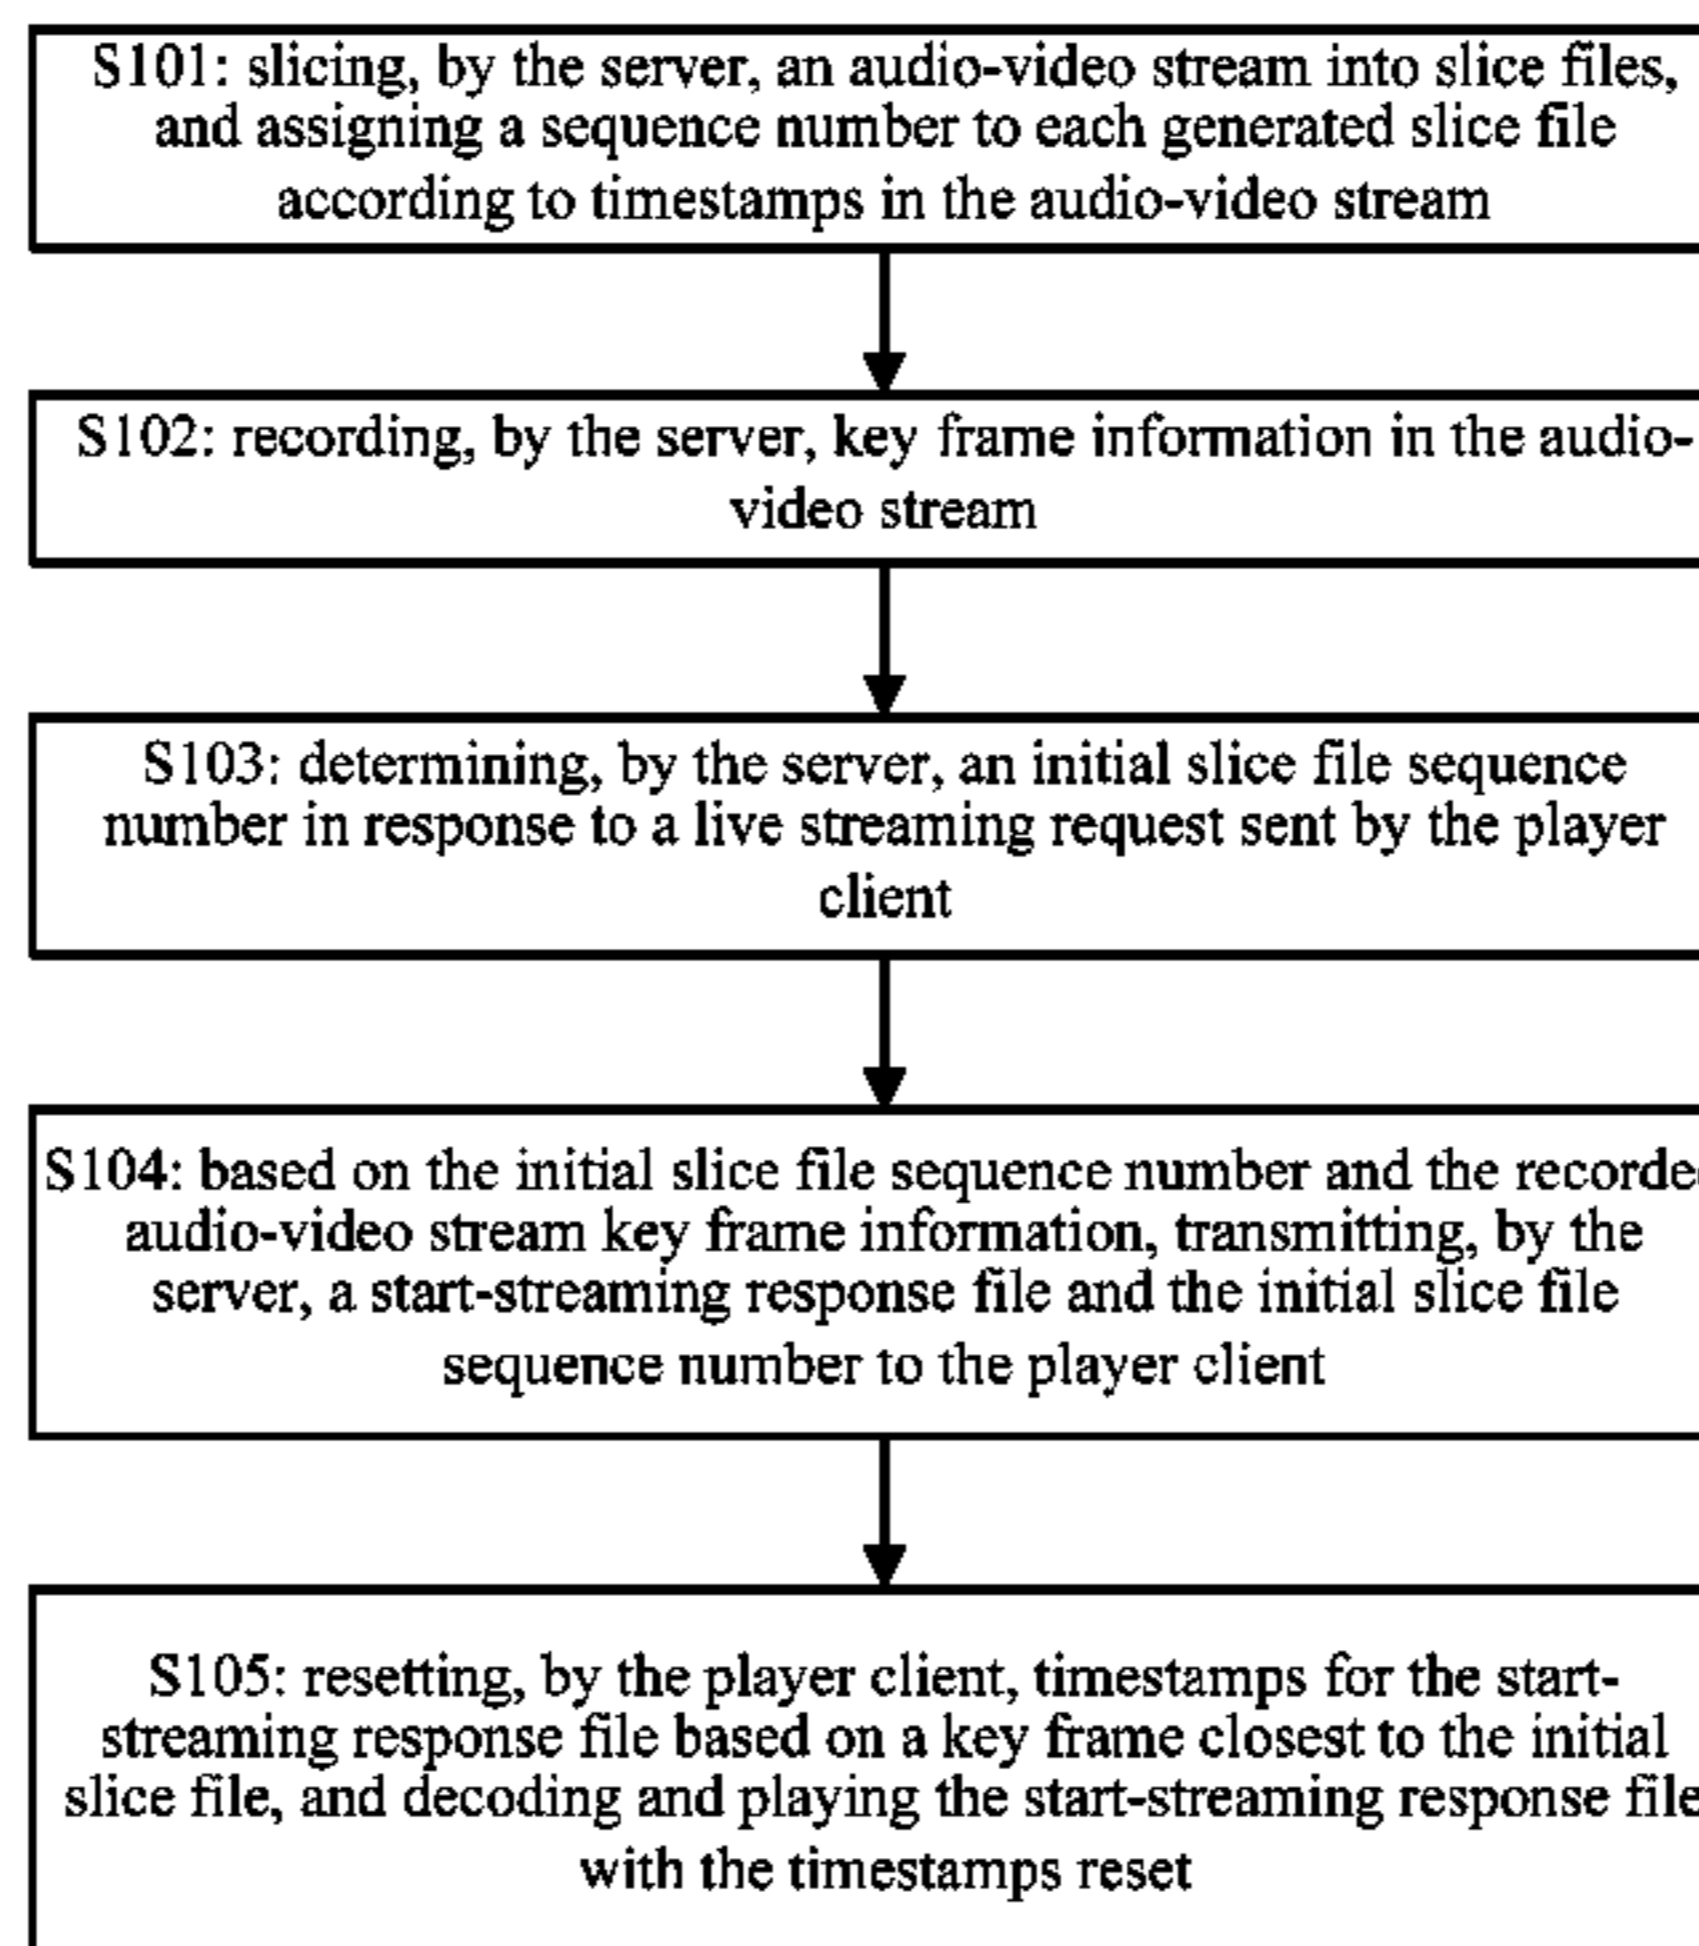 S101: slicing, by the server, an audio-video stream into slice files,
and assigning a sequence number to each generated slice file
according to timestamps in the audio-video stream
S102: recording, by the server, key frame information in the audio-
video stream
S103: determining, by the server, an initial slice file sequence
number in response to a live streaming request sent by the player
client
S104: based on the initial slice file sequence number and the recorded
audio-video stream key frame information, transmitting, by the
server, a start-streaming response file and the initial slice file
sequence number to the player client
S105: resetting, by the player client, timestamps for the start-
streaming response file based on a key frame closest to the initial
slice file, and decoding and playing the start-streaming response file
with the timestamps reset